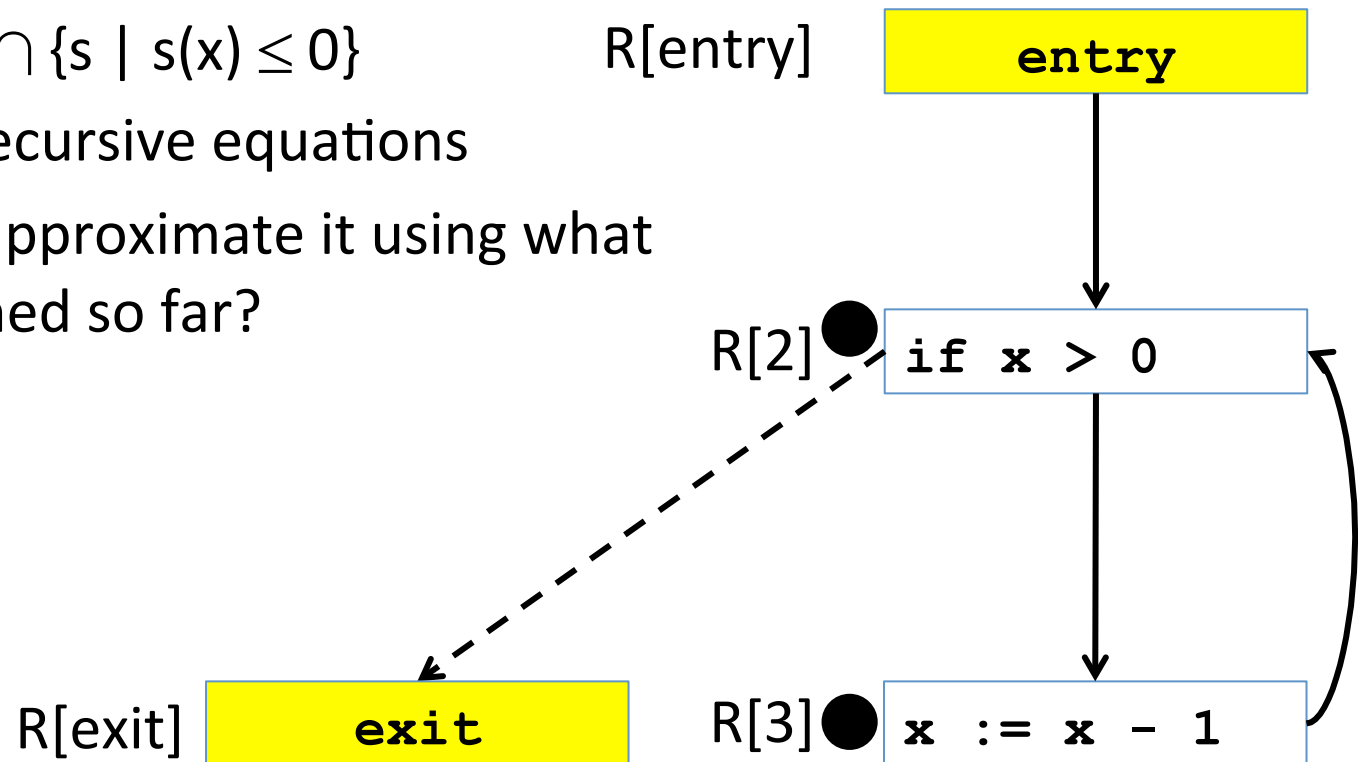 ∩ {s | s(x) ≤ 0}
ecursive equations
pproximate it using what
ned so far?
R[entry]
entry
R[2]
if x > 0
R[exit]
exit
R[3]
x := x - 1